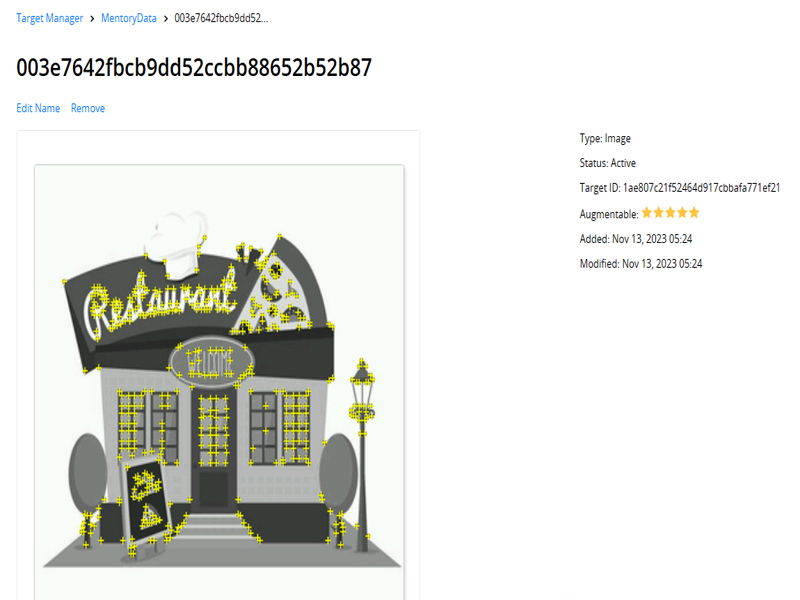 Target Manager > MentoryData > 003e7642fbcb9dd52...
003e7642fbcb9dd52ccbb88652b52b87
Edit Name Remove
Type: Image
Status: Active
Target ID: 1ae807c21f52464d917cbbafa771ef21
Augmentable:
Added: Nov 13, 2023 05:24
Modified: Nov 13, 2023 05:24
Restaurant
WELCOME